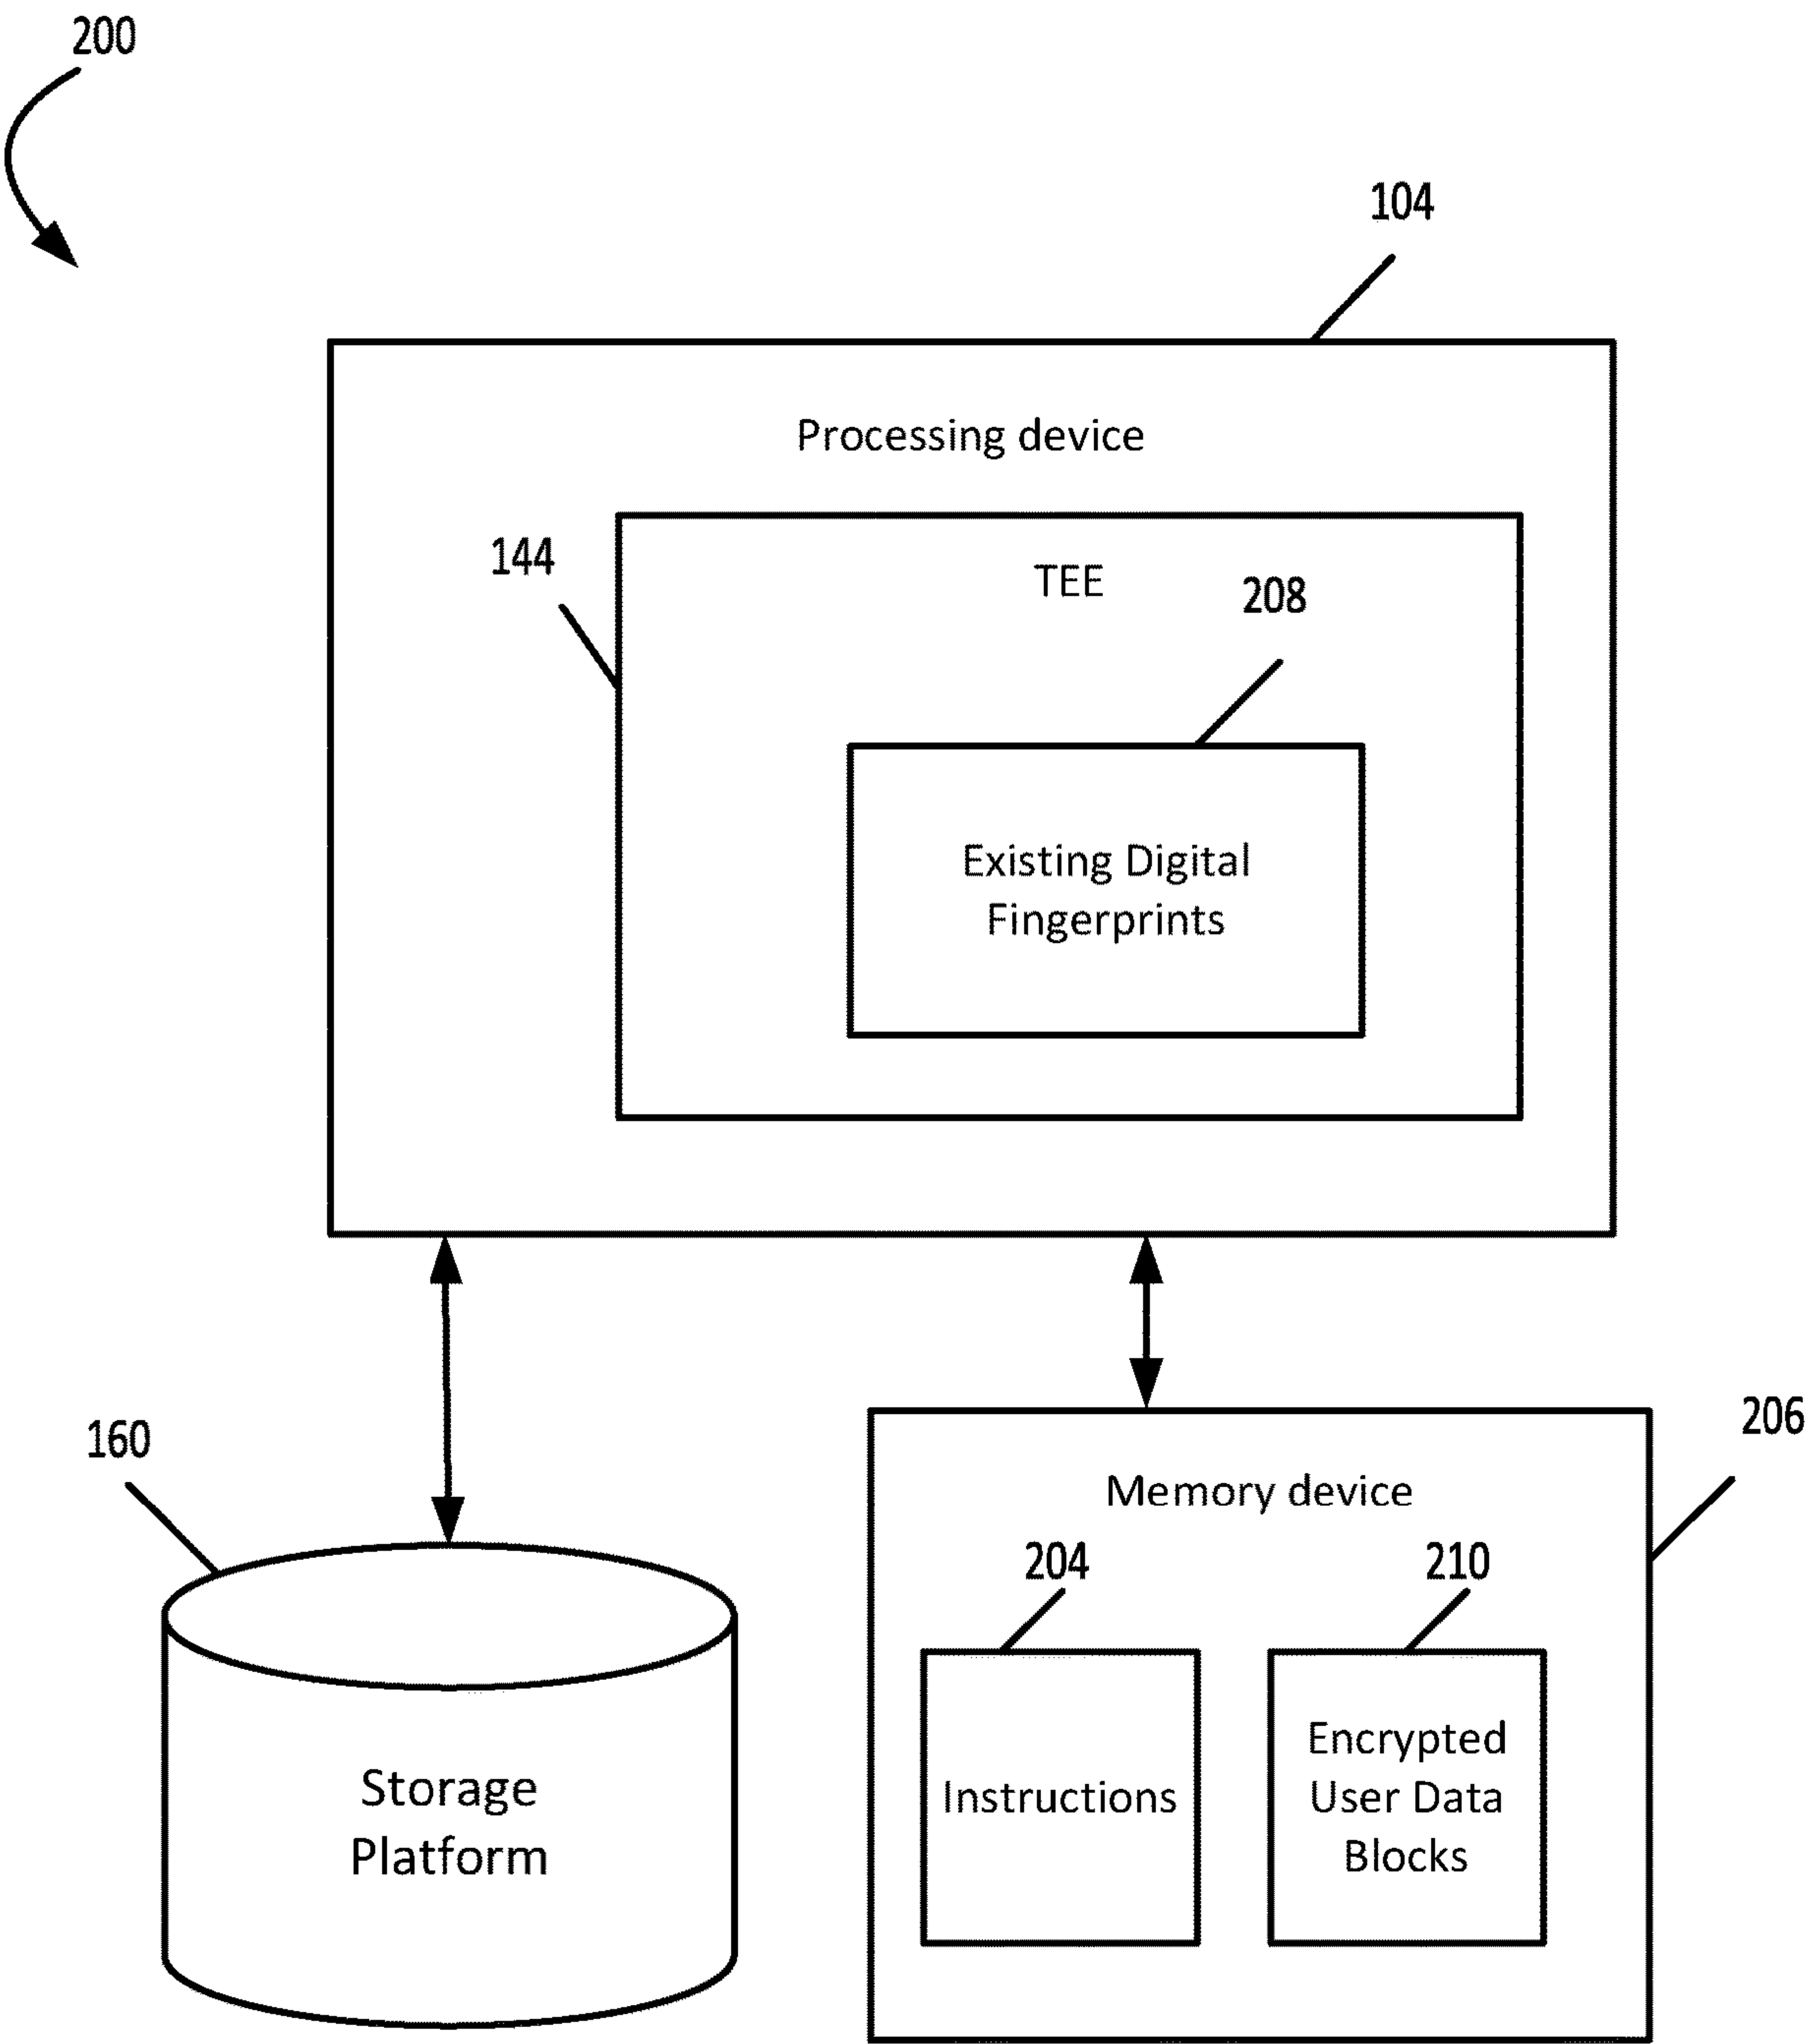 200
104
Processing device
144
TEE
208
Existing Digital
Fingerprints
160
206
Memory device
204
210
Storage
Platform
Instructions
Encrypted
User Data
Blocks